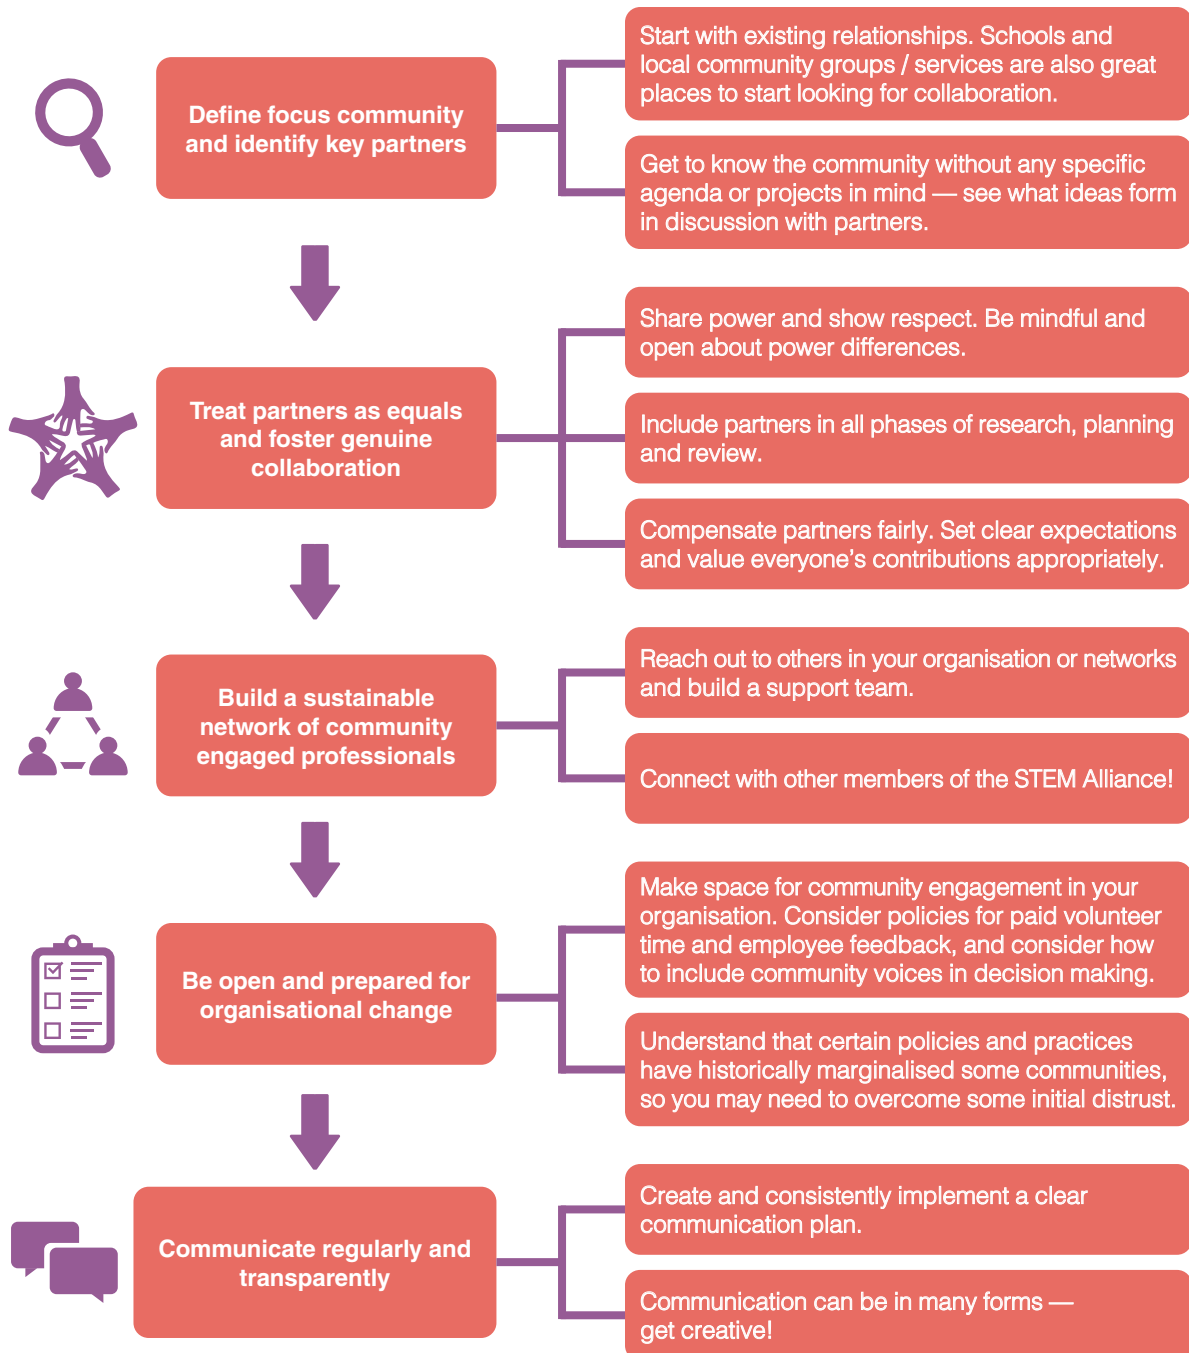 Define focus community
and identify key partners
Start with existing relationships. Schools and
local community groups / services are also great
places to start looking for collaboration.
Get to know the community without any specific
agenda or projects in mind — see what ideas form
in discussion with partners.
Treat partners as equals
and foster genuine
collaboration
Share power and show respect. Be mindful and
open about power differences.
Include partners in all phases of research, planning
and review.
Compensate partners fairly. Set clear expectations
and value everyone’s contributions appropriately.
Build a sustainable
network of community
engaged professionals
Reach out to others in your organisation or networks
and build a support team.
Connect with other members of the STEM Alliance!
Be open and prepared for
organisational change
Make space for community engagement in your
organisation. Consider policies for paid volunteer
time and employee feedback, and consider how
to include community voices in decision making.
Understand that certain policies and practices
have historically marginalised some communities,
so you may need to overcome some initial distrust.
Communicate regularly and
transparently
Create and consistently implement a clear
communication plan.
Communication can be in many forms —
get creative!